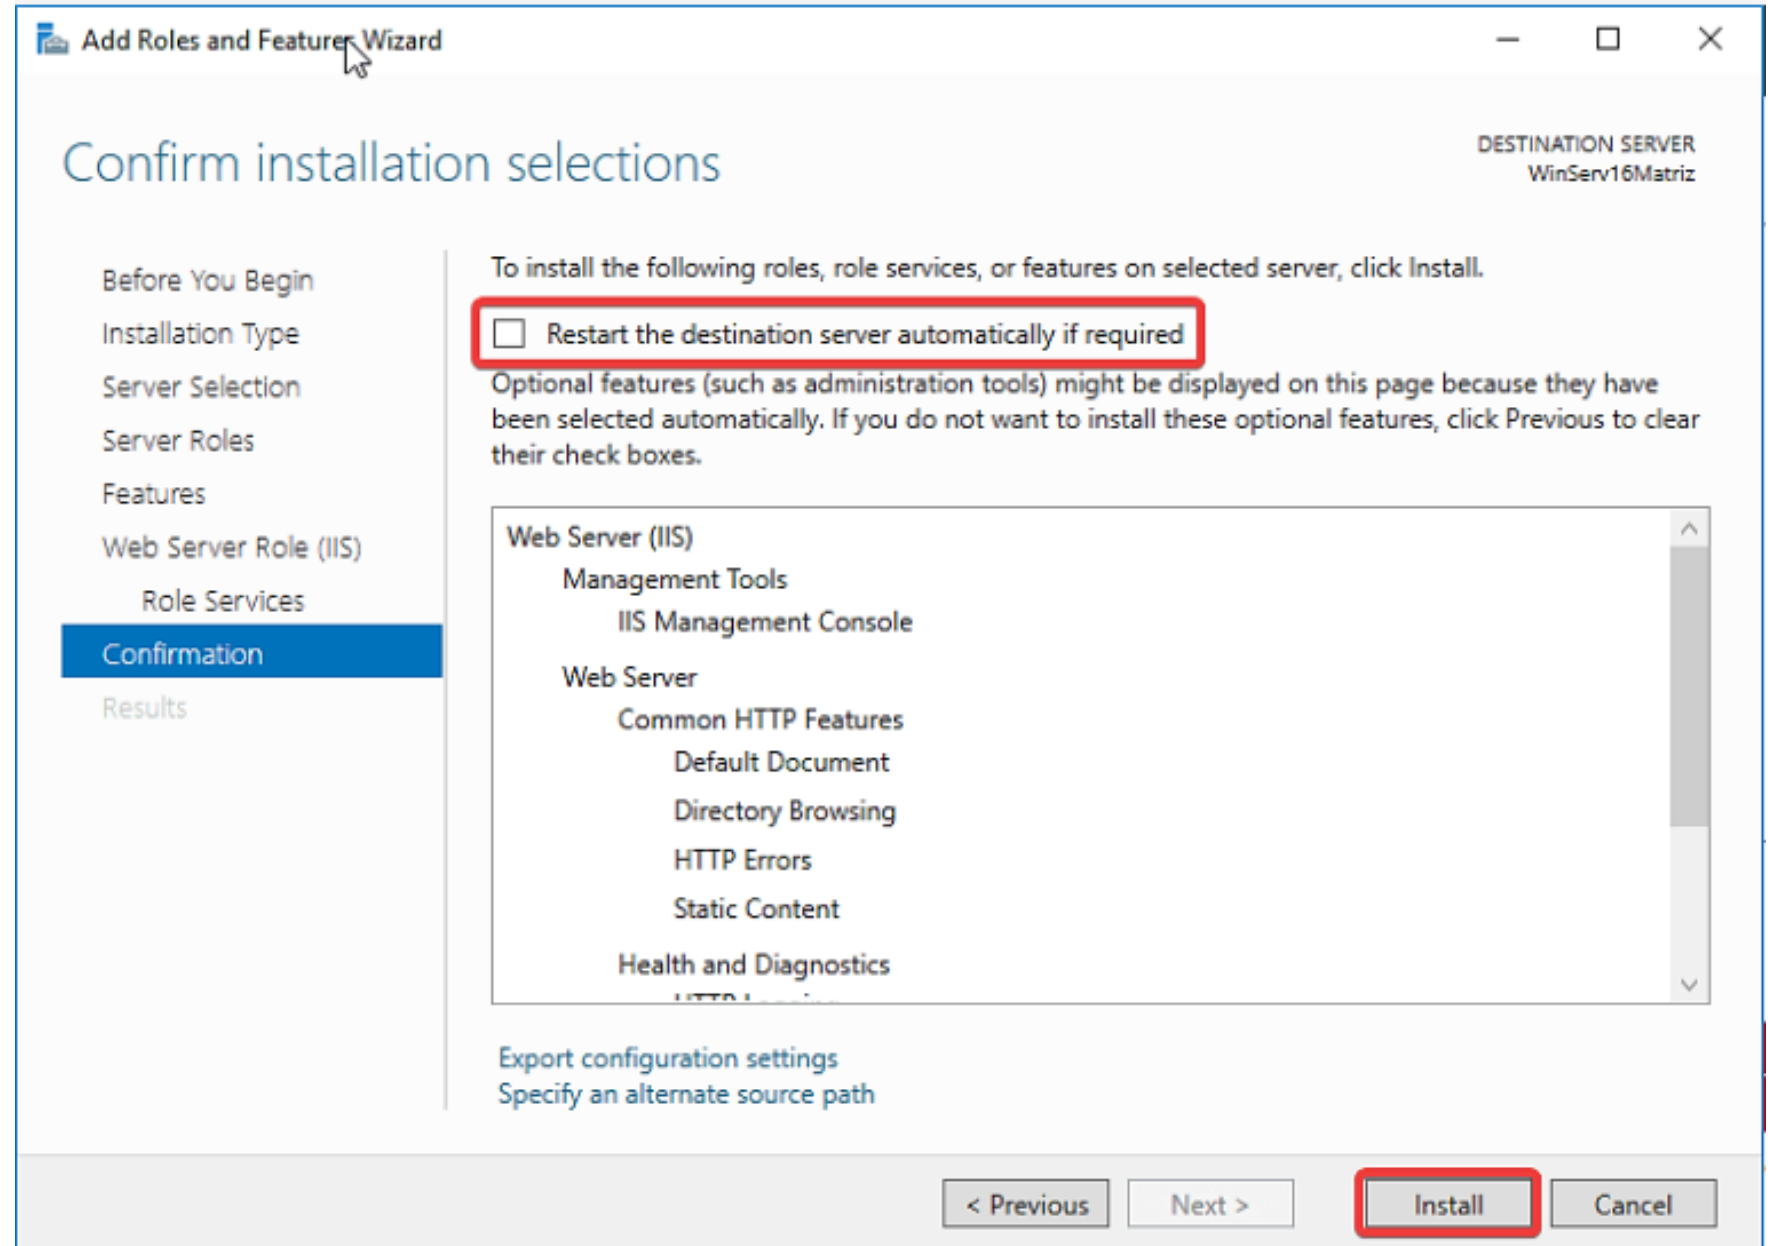 Add Roles and Features Wizard
Confirm installation selections
DESTINATION SERVER
WinServ16Matriz
Before You Begin
Installation Type
Server Selection
Server Roles
Features
Web Server Role (IIS)
Role Services
Confirmation
Results
To install the following roles, role services, or features on selected server, click Install.
Restart the destination server automatically if required
Optional features (such as administration tools) might be displayed on this page because they have
been selected automatically. If you do not want to install these optional features, click Previous to clear
their check boxes.
Web Server (IIS)
Management Tools
IIS Management Console
Web Server
Common HTTP Features
Default Document
Directory Browsing
HTTP Errors
Static Content
Health and Diagnostics
HTTP Logging
Export configuration settings
Specify an alternate source path
< Previous
Next >
Install
Cancel